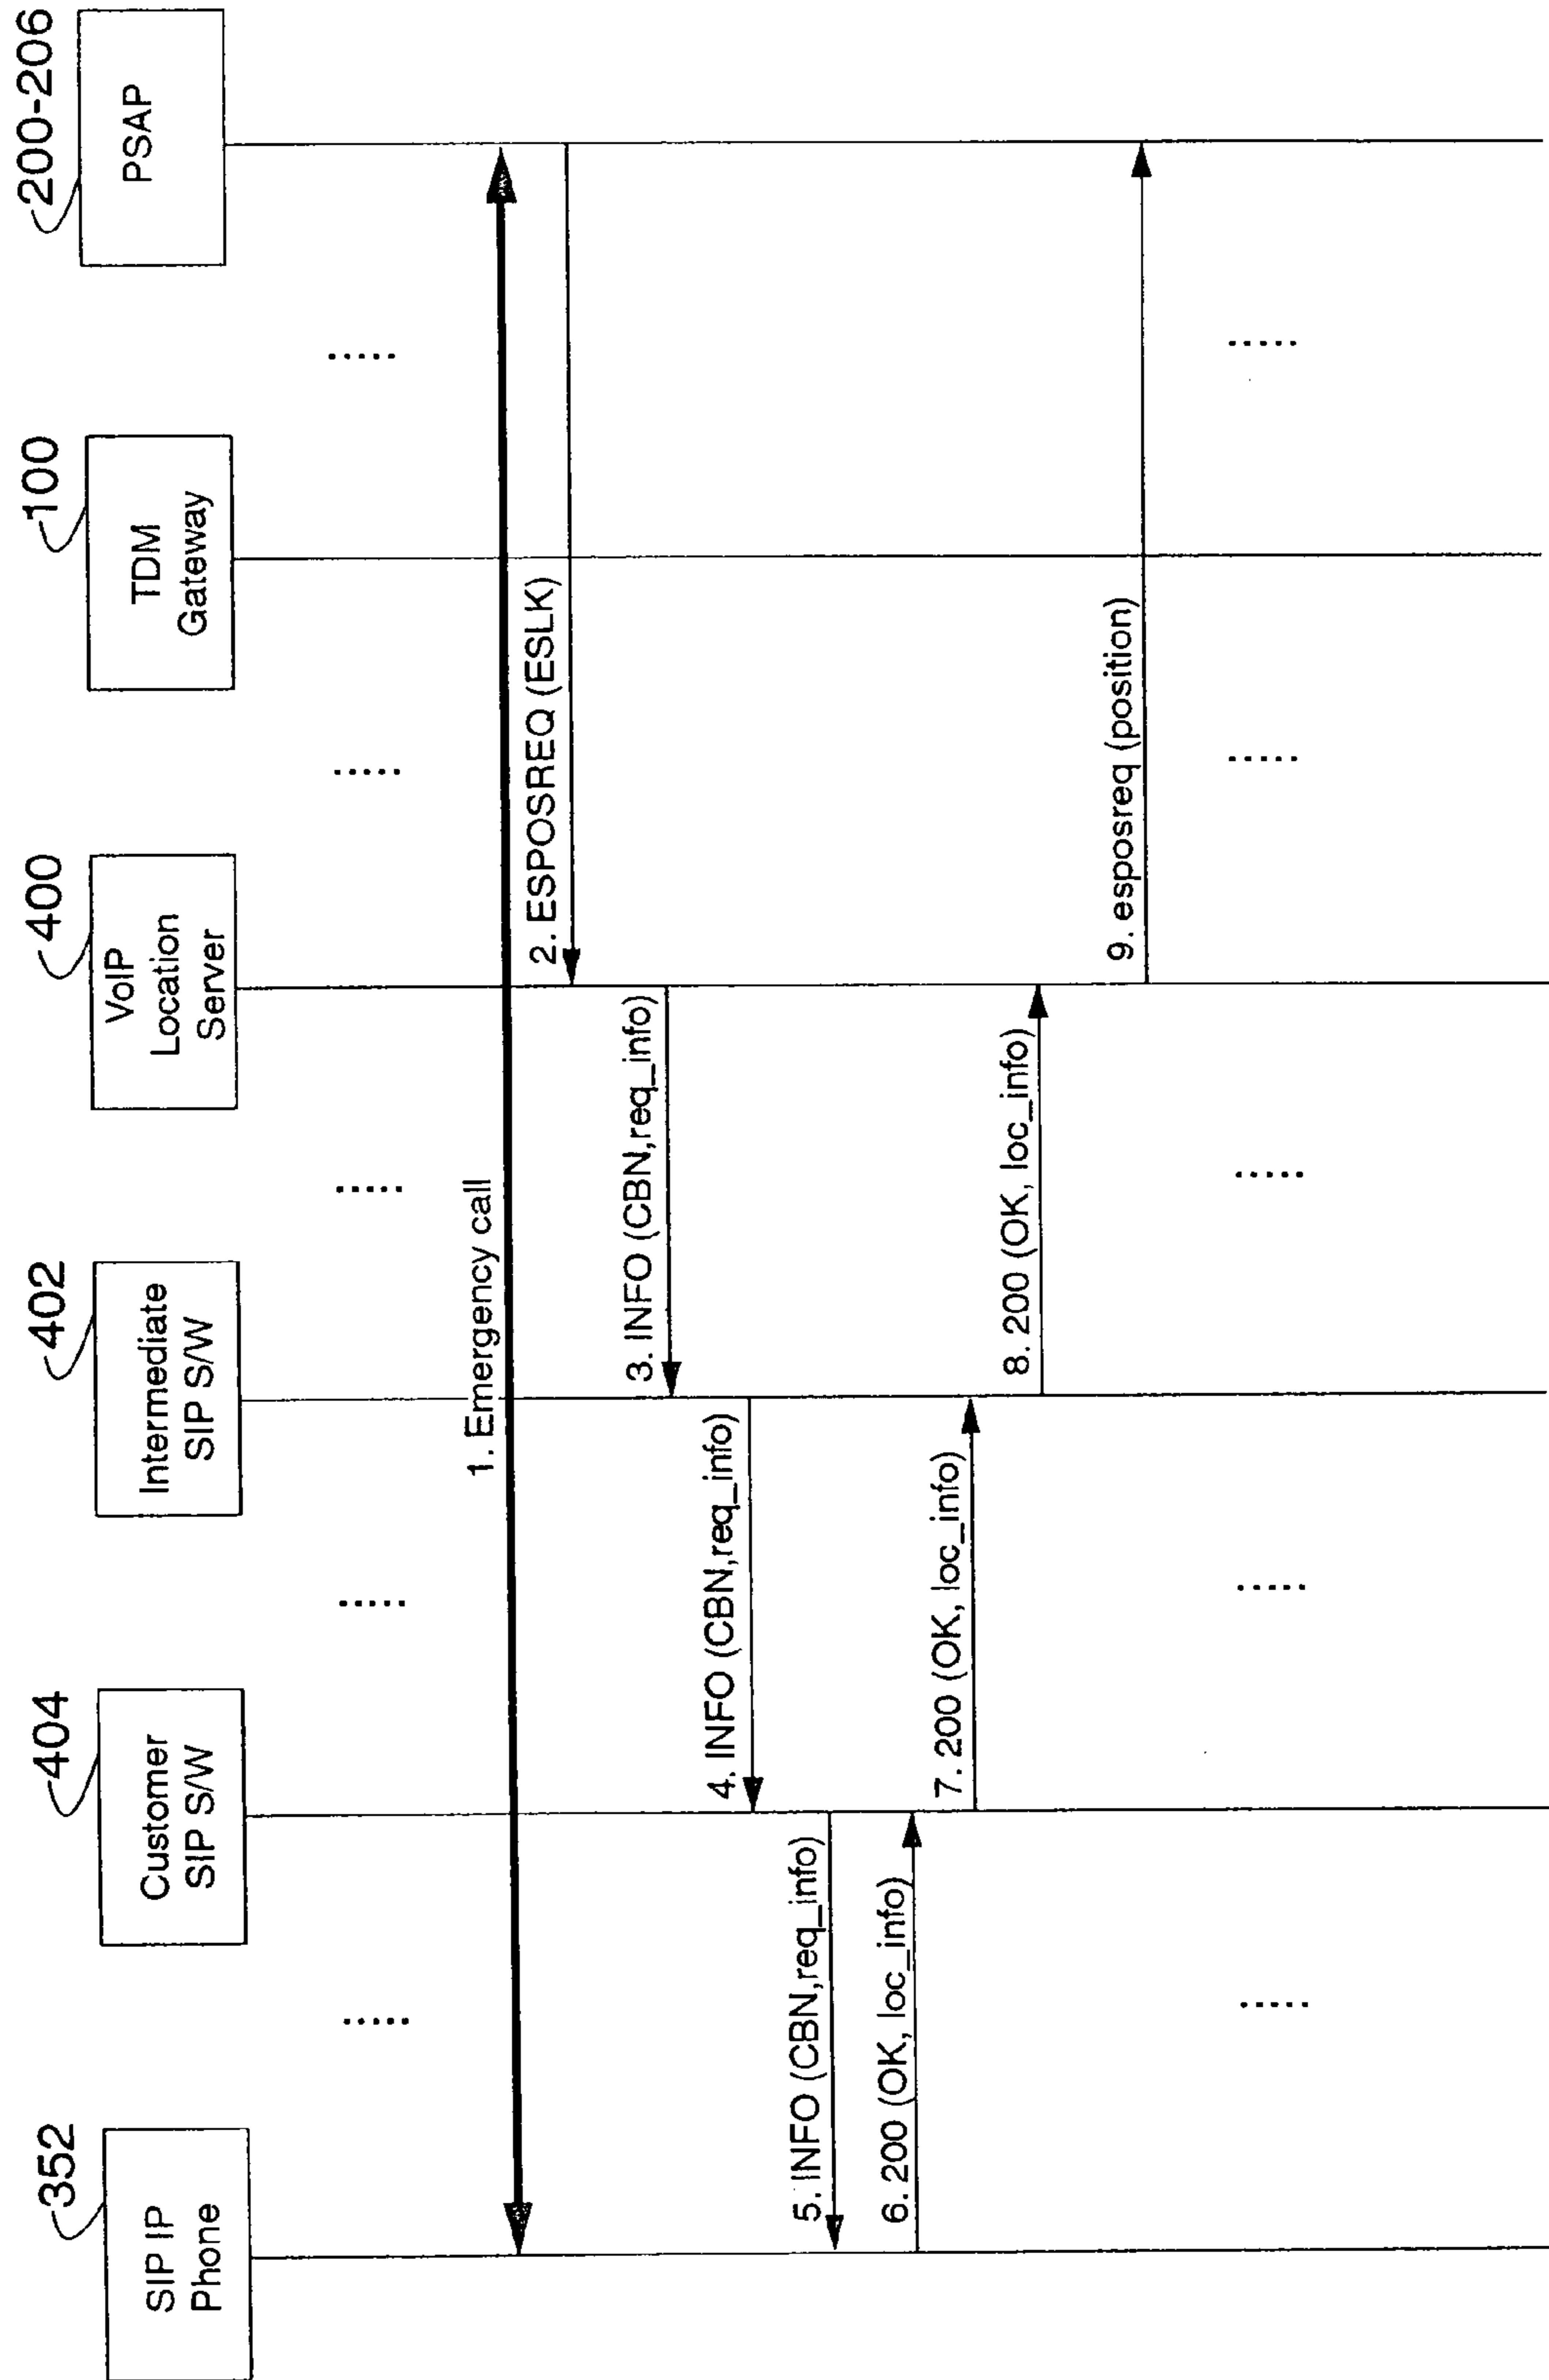 352
SIP IP
Phone
404
Customer
SIP S/W
402
Intermediate
SIP S/W
400
VoIP
Location
Server
100
TDM
Gateway
200-206
PSAP
1. Emergency call
2. ESPOSREQ (ESLK)
3. INFO (CBN,req_info)
4. INFO (CBN,req_info)
5. INFO (CBN,req_info)
6. 200 (OK, loc_info)
7. 200 (OK, loc_info)
8. 200 (OK, loc_info)
9. esposreq (position)